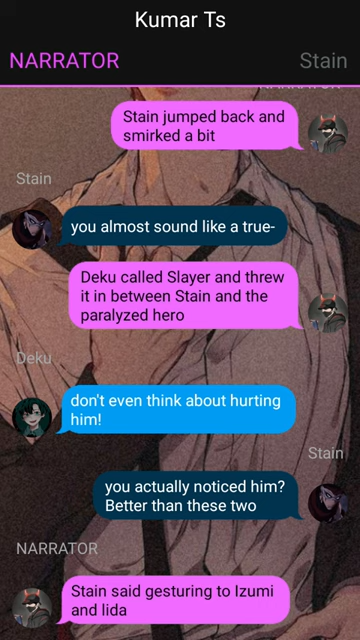 Kumar Ts
NARRATOR
Stain
NARRATOR
Stain jumped back and
smirked a bit
Stain
you almost sound like a true-
Deku called Slayer and threw
it in between Stain and the
paralyzed hero
Deku
don't even think about hurting
him!
Stain
you actually noticed him?
Better than these two
NARRATOR
Stain said gesturing to Izumi
and Iida